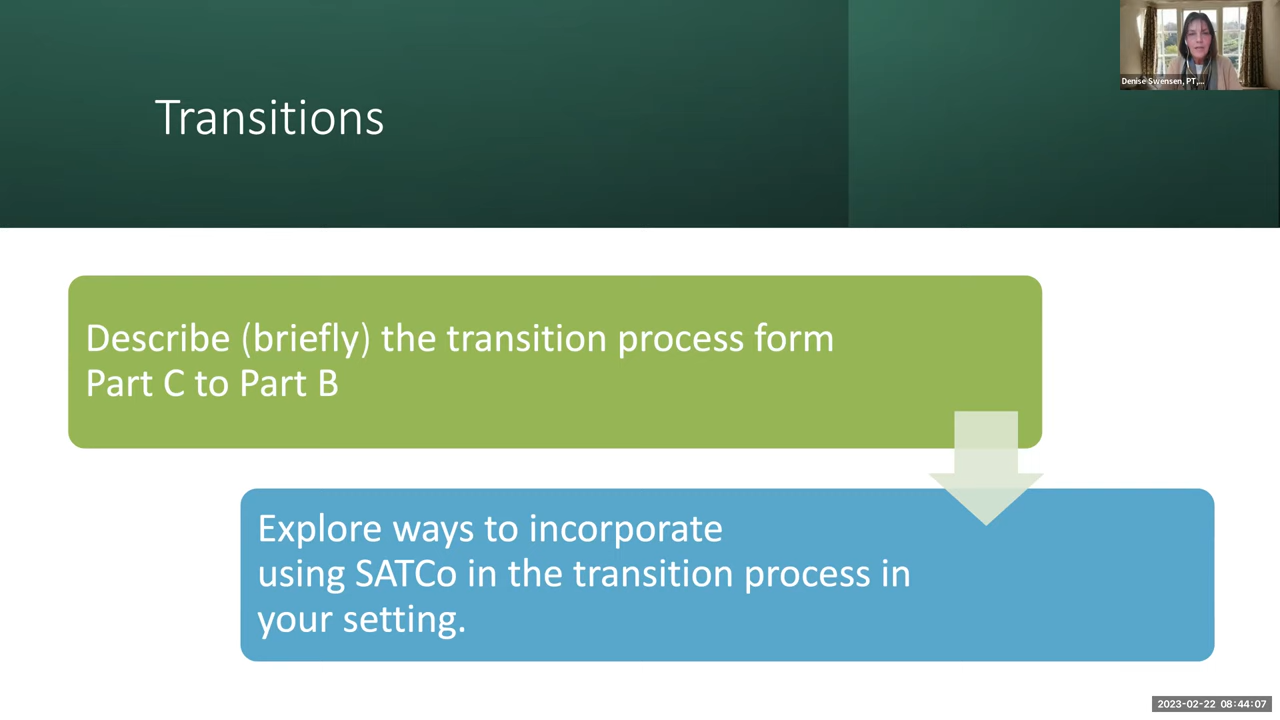 Transitions
Denise Swensen, PT,...
Describe (briefly) the transition process form
Part C to Part B
Explore ways to incorporate
using SATCo in the transition process in
your setting.
2023-02-22 08:44:07